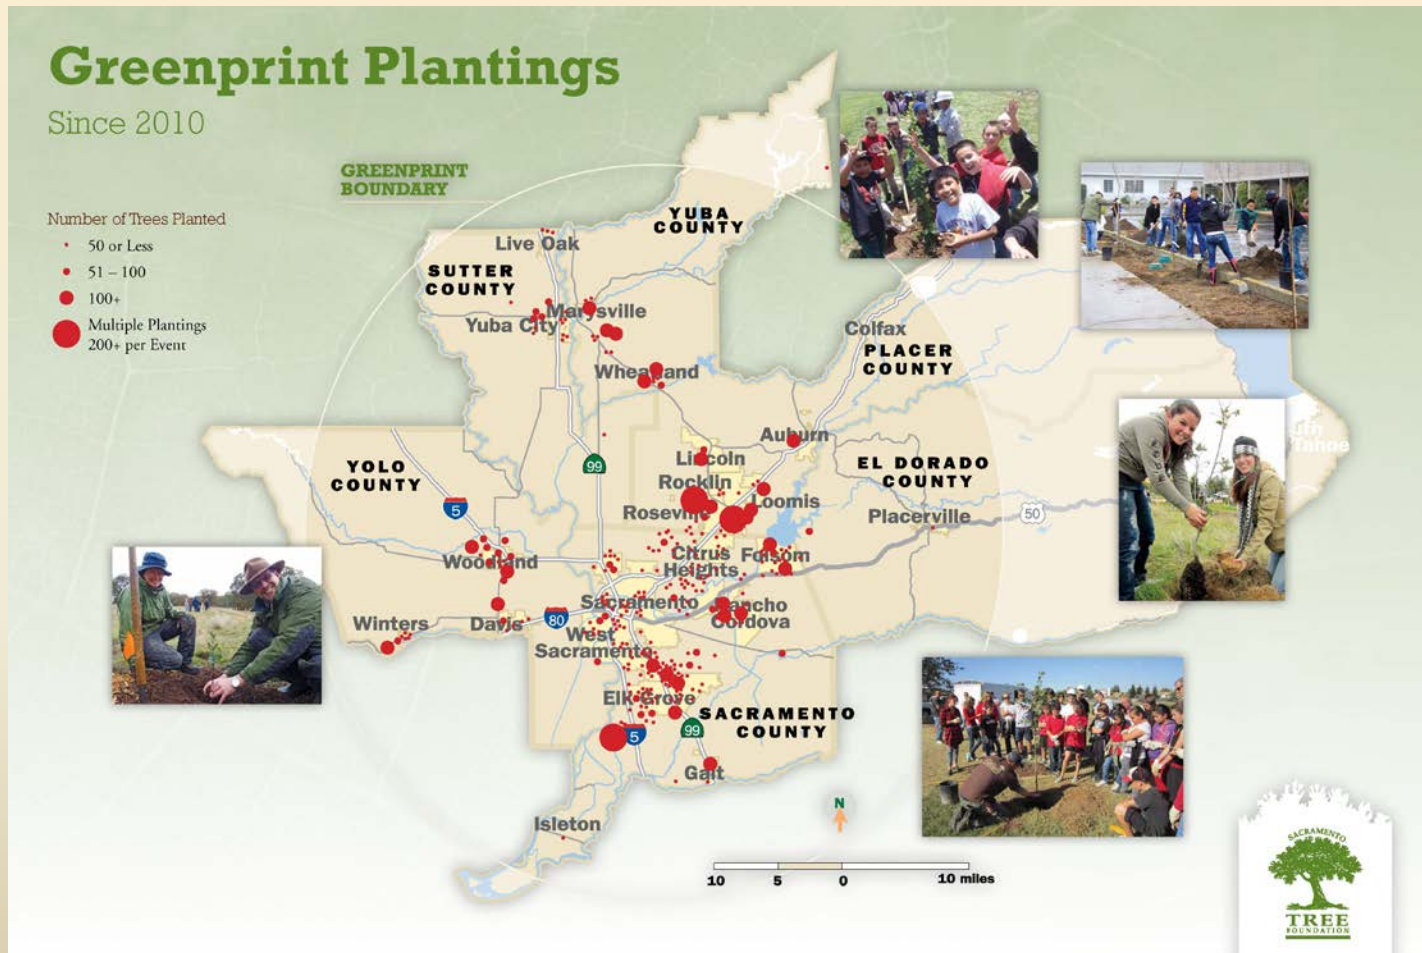 Greenprint Plantings
Since 2010
GREENPRINT
BOUNDARY
Number of Trees Planted
50 or Less
51 – 100
100+
Multiple Plantings
200+ per Event
YUBA
COUNTY
Live Oak
SUTTER
COUNTY
Marysville
Yuba City
Colfax
PLACER
COUNTY
Wheatland
Auburn
Lincoln
YOLO
COUNTY
99
EL DORADO
COUNTY
Rocklin
Loomis
Roseville
5
Placerville
50
Citrus
Heights
Folsom
Woodland
Sacramento
Rancho
Cordova
Winters
Davis
80
West
Sacramento
Elk Grove
SACRAMENTO
COUNTY
5
99
Galt
N
Isleton
10 5 0 10 miles
SACRAMENTO
TREE
FOUNDATION